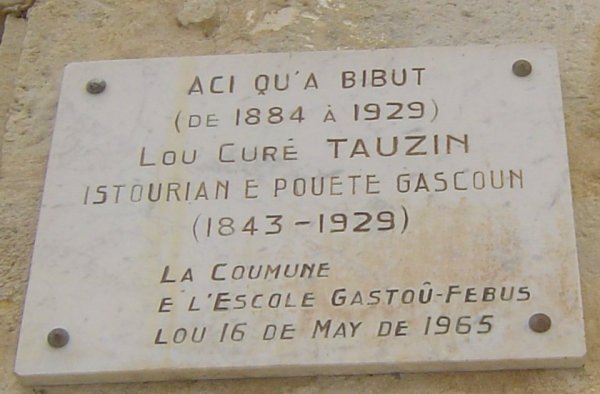 ACI QU'A BIBUT
(DE 1884 À 1929)
LOU CURÈ TAUZIN
ISTOURIAN E POUETE GASCOUN
(1843-1929)
LA COUMUNE
E L'ESCOLE GASTOÛ-FEBUS
LOU 16 DE MAY DE 1965